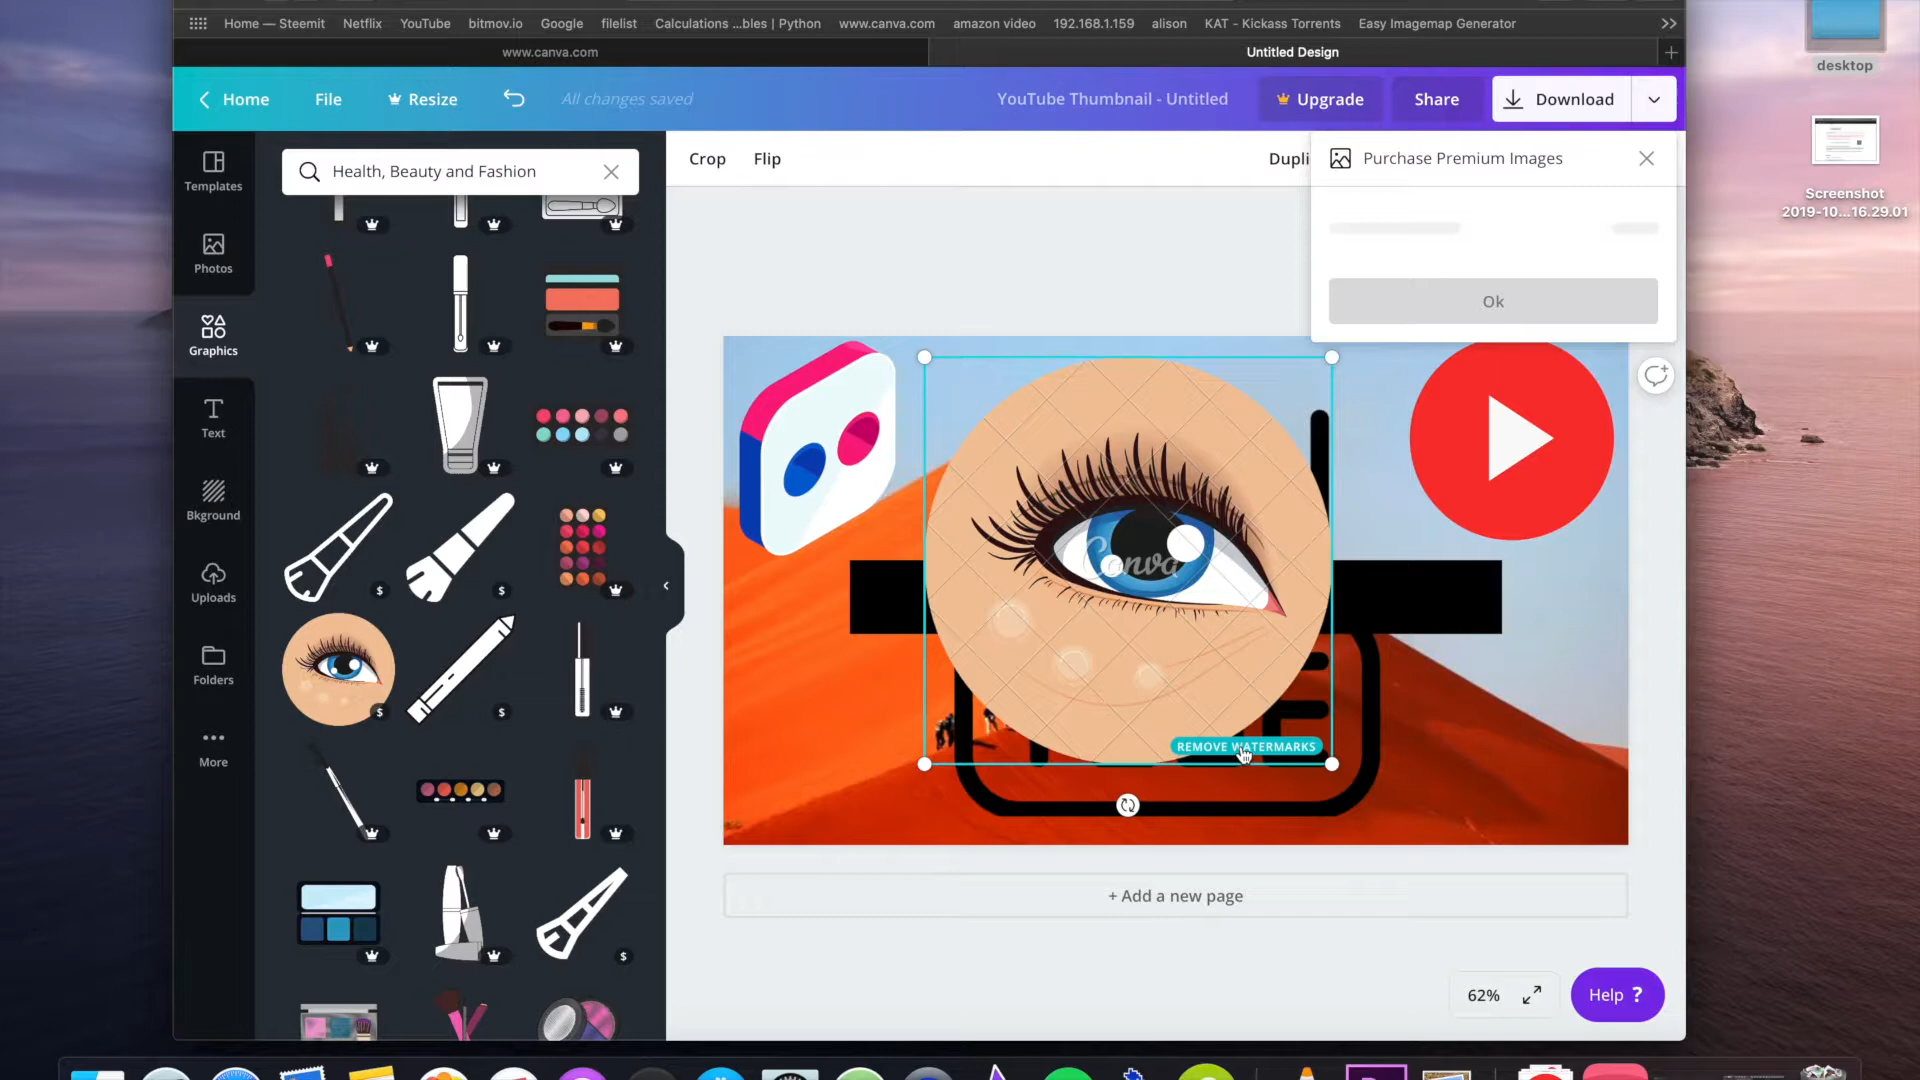 Home — Steemit Netflix YouTube bitmov.io Google filelist Calculations ...bles | Python www.canva.com amazon video 192.168.1.159 alison KAT - Kickass Torrents Easy Imagemap Generator >>
www.canva.com Untitled Design +
desktop
Home File Resize All changes saved YouTube Thumbnail - Untitled Upgrade Share Download
Templates
Health, Beauty and Fashion
Crop Flip Dupli
Purchase Premium Images
Screenshot
2019-10...16.29.01
Photos
Ok
Graphics
Text
Bkground
Uploads
Folders
More
$ $
$ $
$
Canva
REMOVE WATERMARKS
+ Add a new page
62%
Help ?